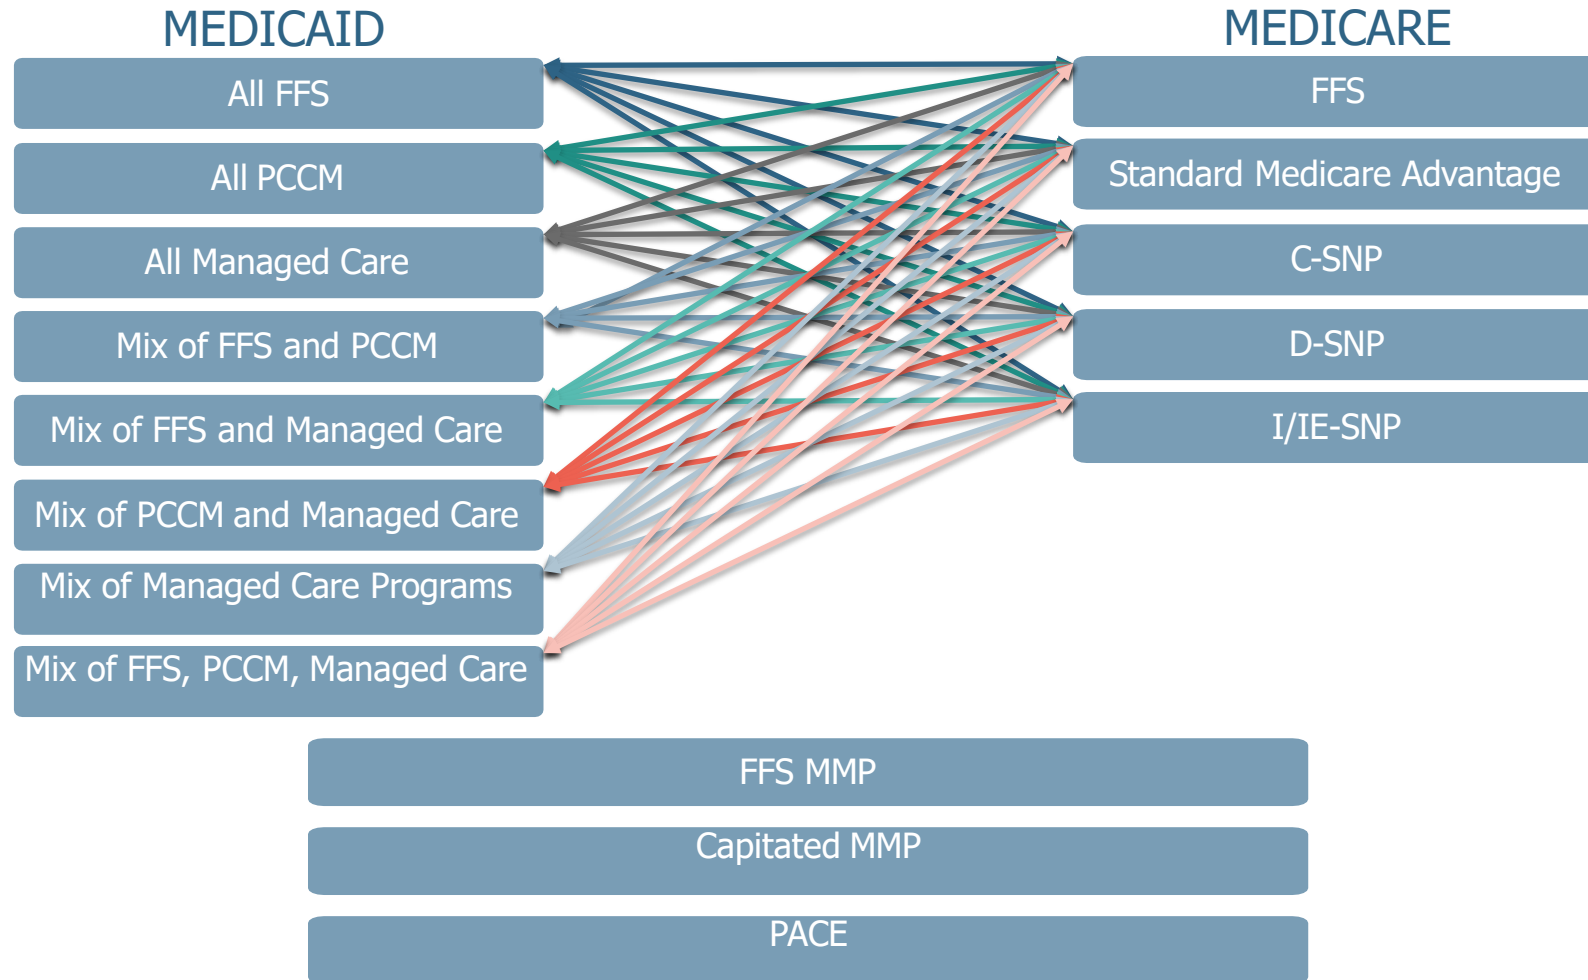 MEDICAID
All FFS
All PCCM
All Managed Care
Mix of FFS and PCCM
Mix of FFS and Managed Care
Mix of PCCM and Managed Care
Mix of Managed Care Programs
Mix of FFS, PCCM, Managed Care
MEDICARE
FFS
Standard Medicare Advantage
C-SNP
D-SNP
I/IE-SNP
FFS MMP
Capitated MMP
PACE